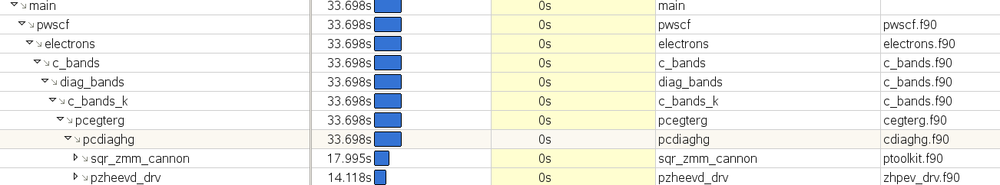 main 33.698s 0s main
pwscf 33.698s 0s pwscf pwscf.f90
electrons 33.698s 0s electrons electrons.f90
c_bands 33.698s 0s c_bands c_bands.f90
diag_bands 33.698s 0s diag_bands c_bands.f90
c_bands_k 33.698s 0s c_bands_k c_bands.f90
pcegterg 33.698s 0s pcegterg cegterg.f90
pcdiaghg 33.698s 0s pcdiaghg cdiaghg.f90
sqr_zmm_cannon 17.995s 0s sqr_zmm_cannon ptoolkit.f90
pzheevd_drv 14.118s 0s pzheevd_drv zhpev_drv.f90